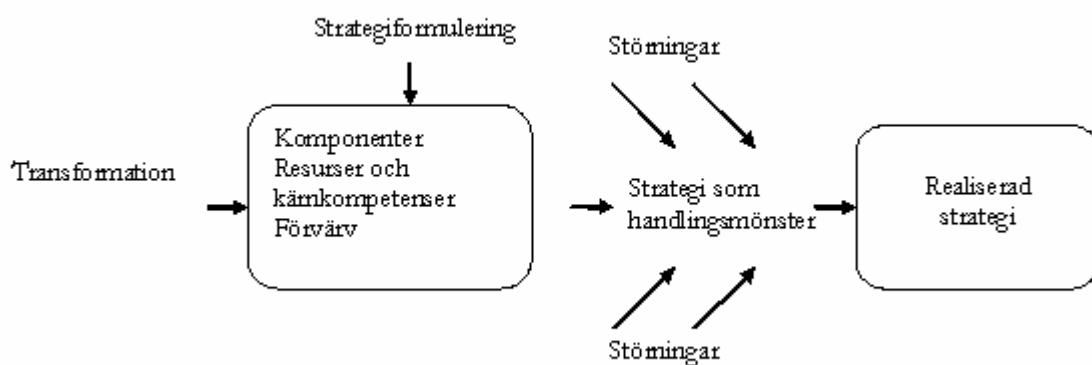 Strategiformulering
Störningar
Transformation
Komponenter
Resurser och
kärnkompetenser
Förvärv
Strategi som
handlingsmönster
Realiserad
strategi
Störningar